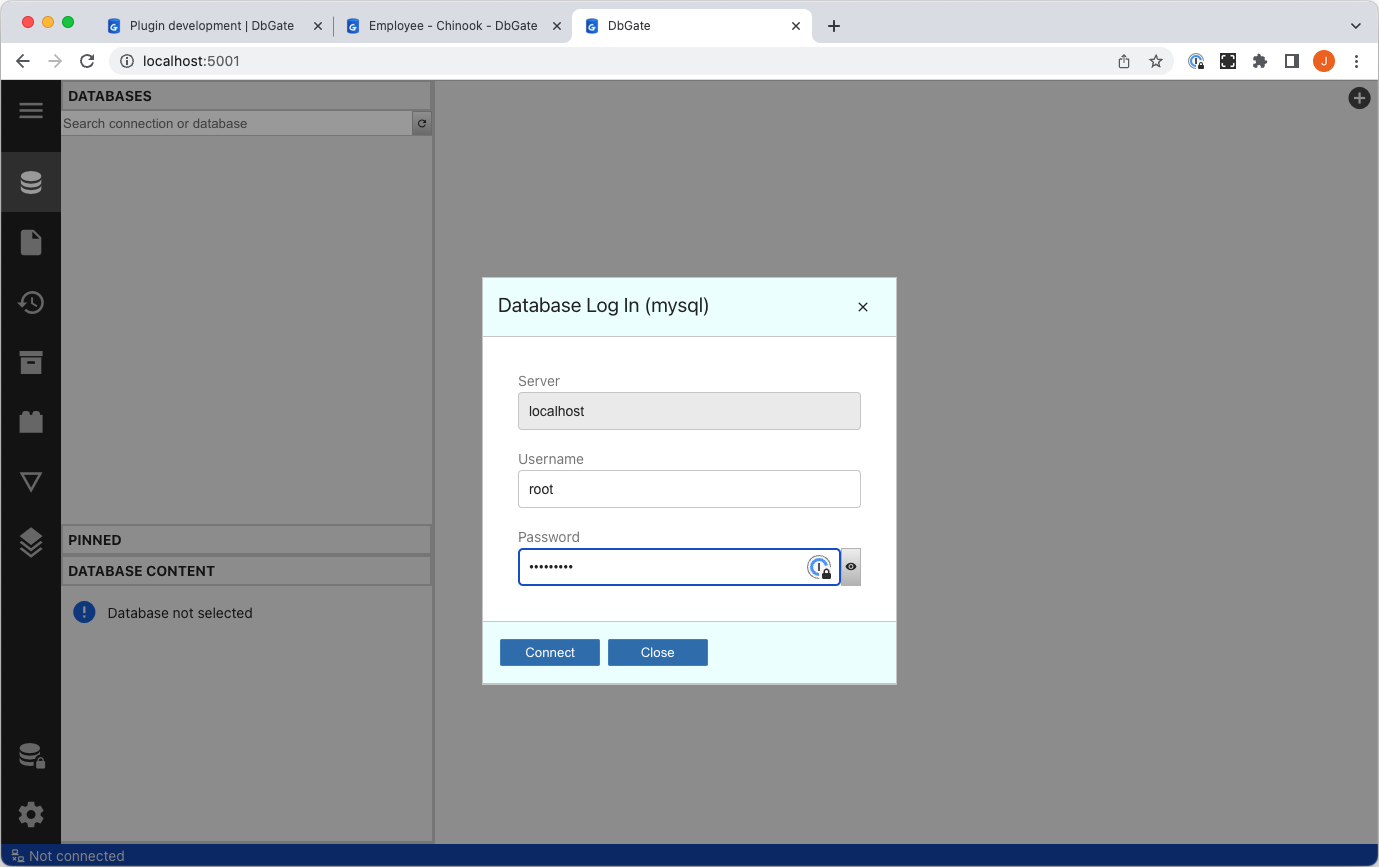 Plugin development | DbGate
Employee - Chinook - DbGate
DbGate
localhost:5001
J
DATABASES
Search connection or database
PINNED
DATABASE CONTENT
Database not selected
Database Log In (mysql)
Server
localhost
Username
root
Password
•••••••••
Connect
Close
Not connected